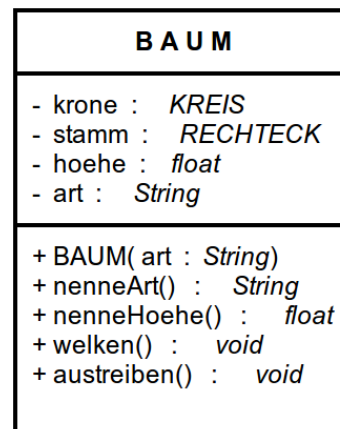 B A U M
- krone : KREIS
- stamm : RECHTECK
- hoehe : float
- art : String
+ BAUM( art : String)
+ nenneArt() : String
+ nenneHoehe() : float
+ welken() : void
+ austreiben() : void